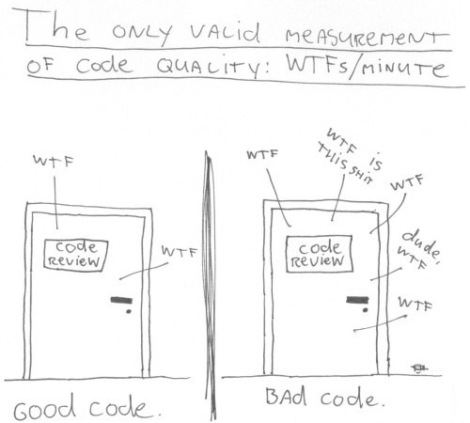 The ONLY VALID MEASUREMENT
OF Code QUALITY: WTFs/MINUTE
WTF
code
REVIEW
WTF
GOOD code.
WTF
WTF is
THIS SHIT
WTF
code
REVIEW
dude,
WTF
WTF
BAD code.